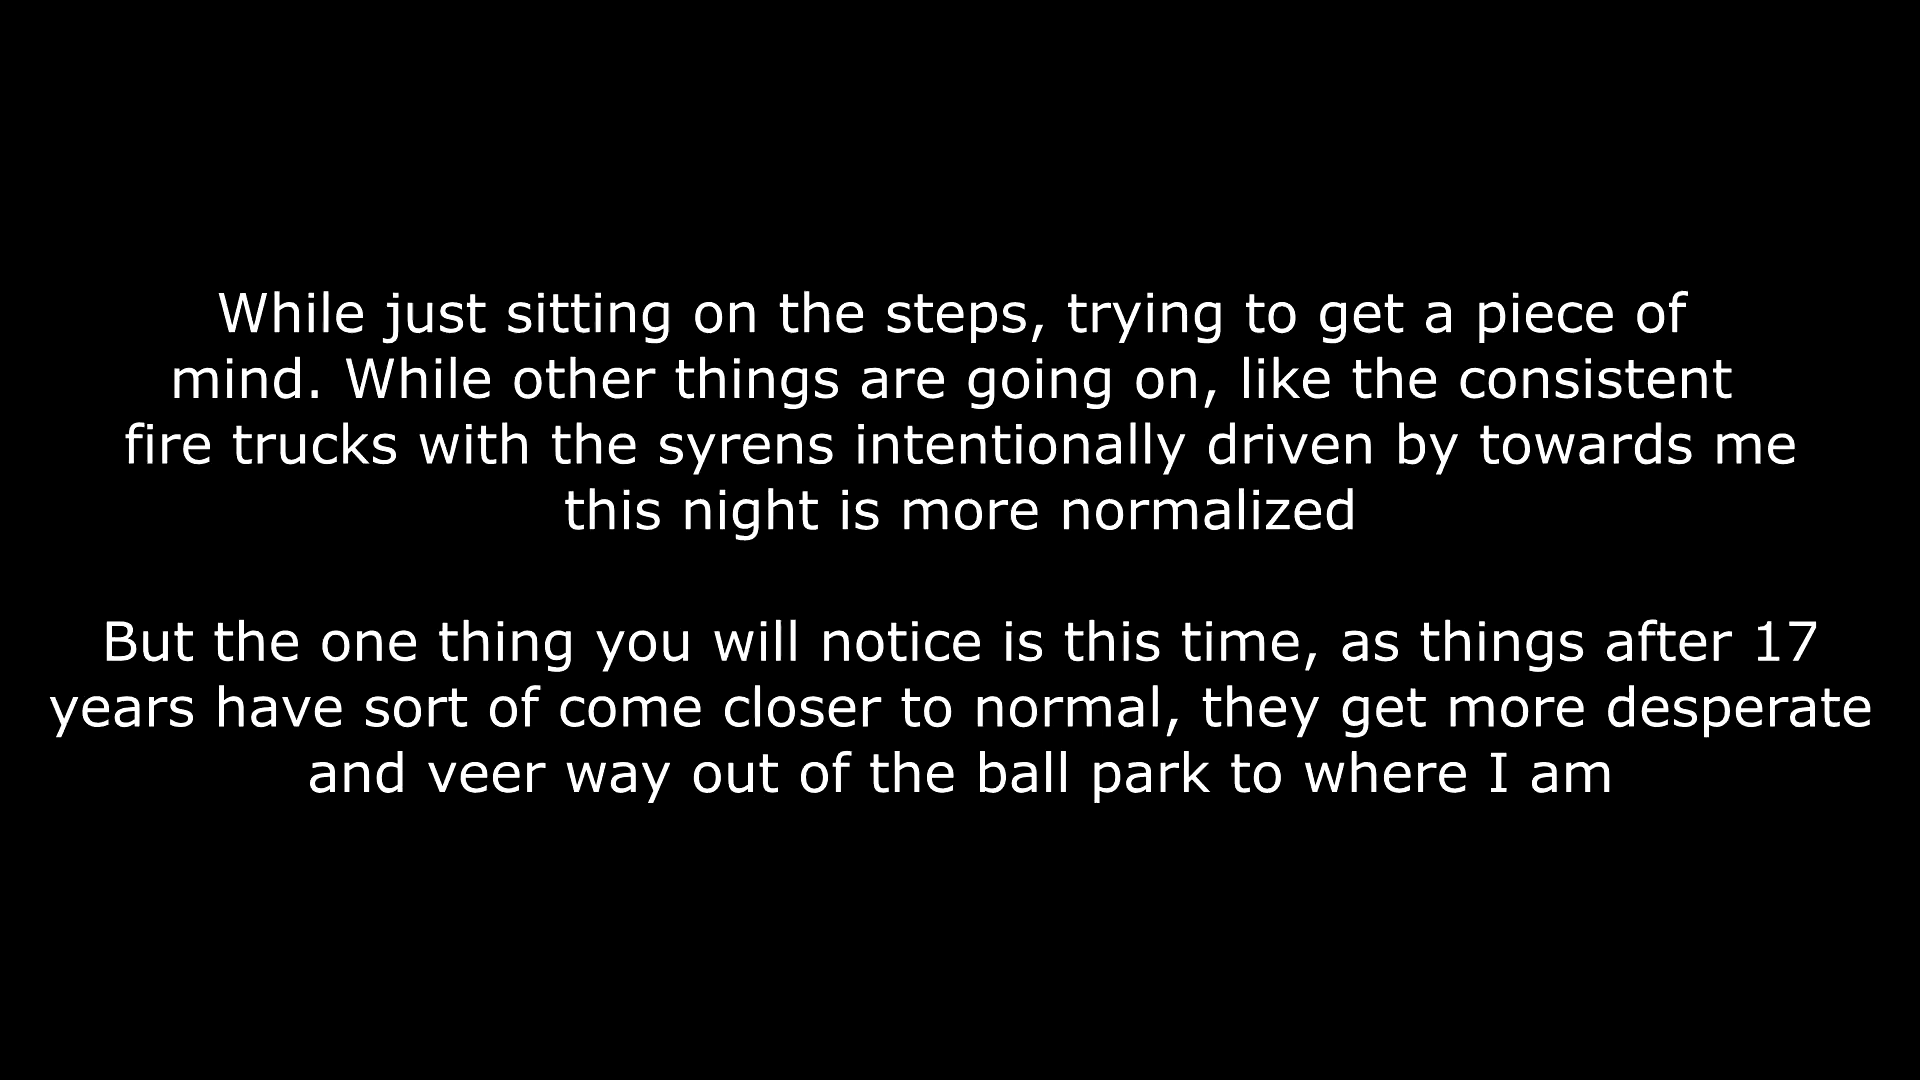 While just sitting on the steps, trying to get a piece of
mind. While other things are going on, like the consistent
fire trucks with the syrens intentionally driven by towards me
this night is more normalized
But the one thing you will notice is this time, as things after 17
years have sort of come closer to normal, they get more desperate
and veer way out of the ball park to where I am